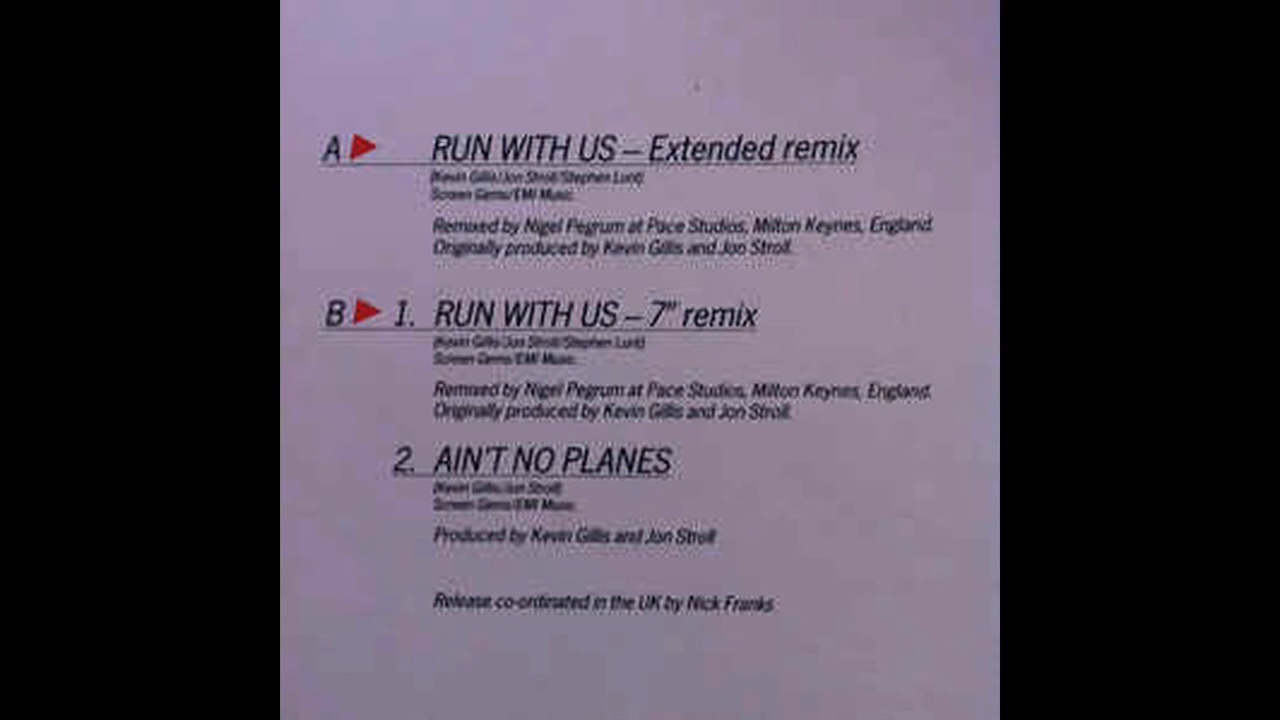 A RUN WITH US – Extended remix
(Kevin Gillis/Jon Stroll/Stephen Lunt)
Screen Gems/EMI Music.
Remixed by Nigel Pegrum at Pace Studios, Milton Keynes, England.
Originally produced by Kevin Gillis and Jon Stroll.
B 1. RUN WITH US – 7" remix
(Kevin Gillis/Jon Stroll/Stephen Lunt)
Screen Gems/EMI Music.
Remixed by Nigel Pegrum at Pace Studios, Milton Keynes, England.
Originally produced by Kevin Gillis and Jon Stroll.
2. AIN'T NO PLANES
(Kevin Gillis/Jon Stroll)
Screen Gems/EMI Music.
Produced by Kevin Gillis and Jon Stroll
Release co-ordinated in the UK by Nick Franks